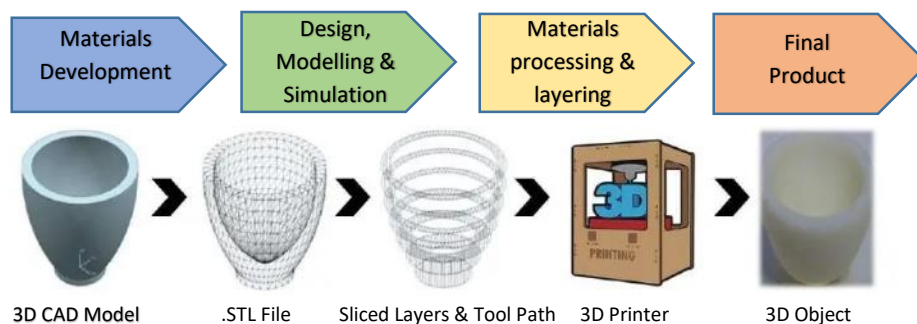 Materials
Development
Design,
Modelling &
Simulation
Materials
processing &
layering
Final
Product
3D
PRINTING
3D CAD Model
.STL File
Sliced Layers & Tool Path
3D Printer
3D Object